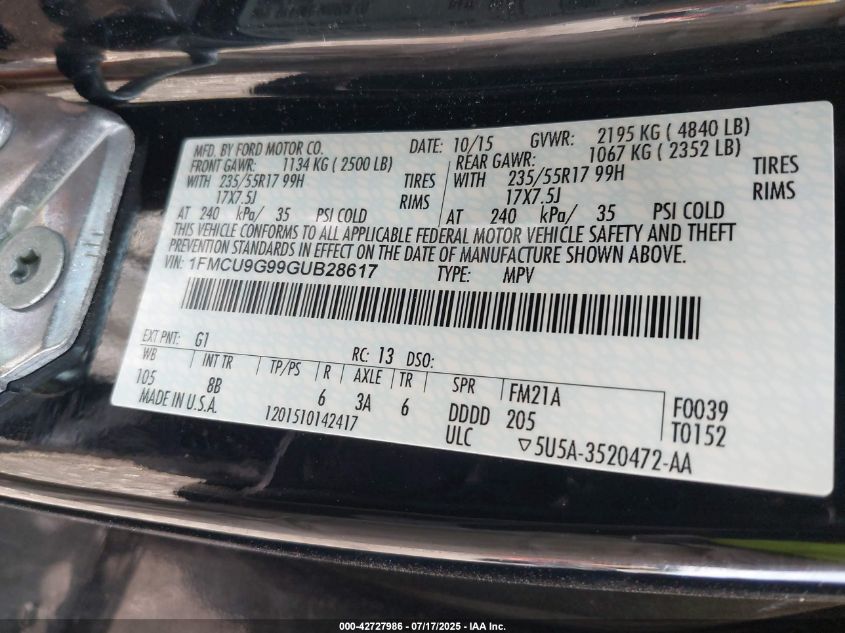 MFD. BY FORD MOTOR CO. DATE: 10/15 GVWR: 2195 KG ( 4840 LB)
FRONT GAWR: 1134 KG ( 2500 LB) REAR GAWR: 1067 KG ( 2352 LB)
WITH 235/55R17 99H TIRES WITH 235/55R17 99H TIRES
17X7.5J RIMS 17X7.5J RIMS
AT 240 kPa/ 35 PSI COLD AT 240 kPa/ 35 PSI COLD
THIS VEHICLE CONFORMS TO ALL APPLICABLE FEDERAL MOTOR VEHICLE SAFETY AND THEFT
PREVENTION STANDARDS IN EFFECT ON THE DATE OF MANUFACTURE SHOWN ABOVE.
VIN: 1FMCU9G99GUB28617 TYPE: MPV
EXT PNT: G1 RC: 13 DSO:
WB INT TR TP/PS R AXLE TR SPR FM21A F0039
105 8B 6 3A 6 DDDD 205 T0152
MADE IN U.S.A. 1201510142417 ULC ▽5U5A-3520472-AA
000-42727986 - 07/17/2025 - IAA Inc.